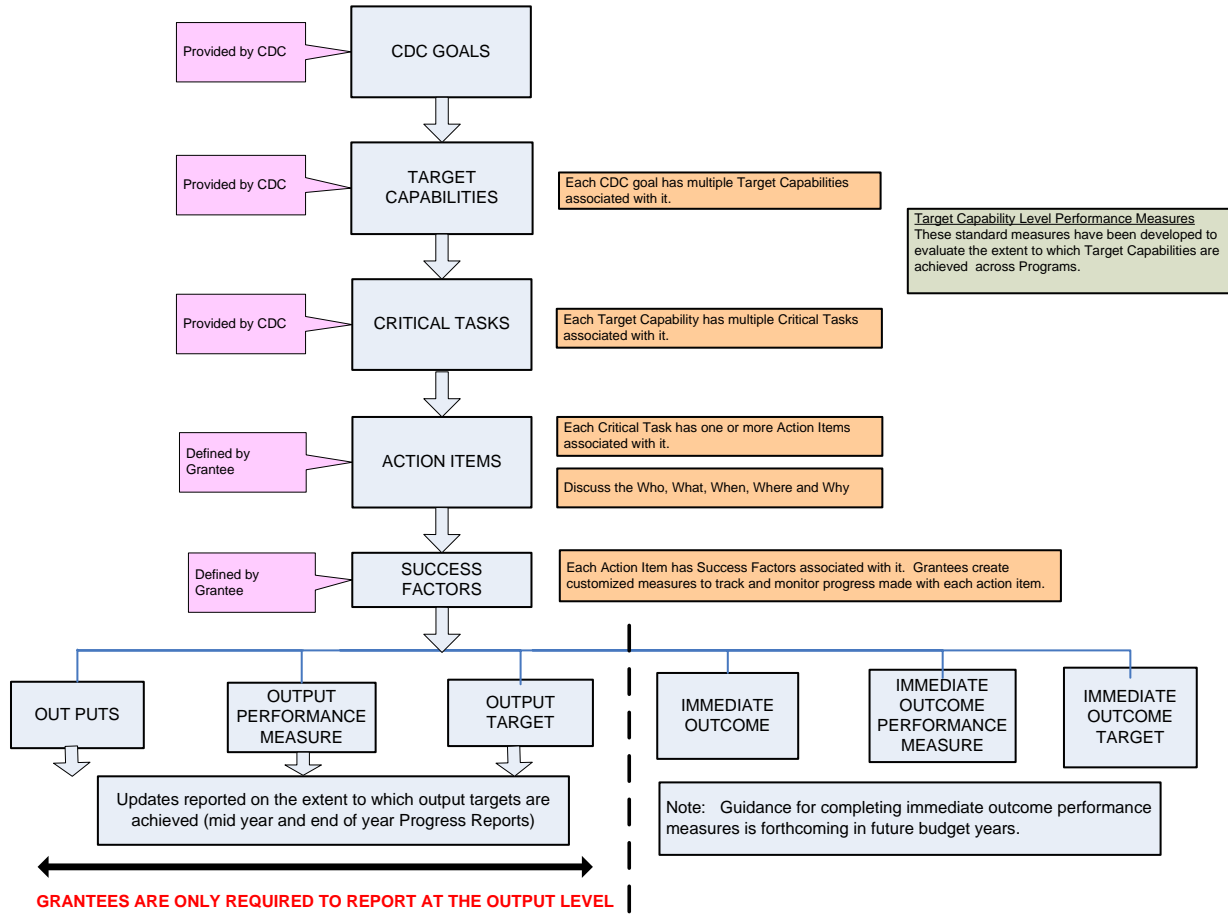 Provided by CDC
CDC GOALS
Provided by CDC
TARGET
CAPABILITIES
Each CDC goal has multiple Target Capabilities
associated with it.
Target Capability Level Performance Measures
These standard measures have been developed to
evaluate the extent to which Target Capabilities are
achieved across Programs.
Provided by CDC
CRITICAL TASKS
Each Target Capability has multiple Critical Tasks
associated with it.
Defined by
Grantee
ACTION ITEMS
Each Critical Task has one or more Action Items
associated with it.
Discuss the Who, What, When, Where and Why
Defined by
Grantee
SUCCESS
FACTORS
Each Action Item has Success Factors associated with it. Grantees create
customized measures to track and monitor progress made with each action item.
OUT PUTS
OUTPUT
PERFORMANCE
MEASURE
OUTPUT
TARGET
IMMEDIATE
OUTCOME
IMMEDIATE
OUTCOME
PERFORMANCE
MEASURE
IMMEDIATE
OUTCOME
TARGET
Updates reported on the extent to which output targets are
achieved (mid year and end of year Progress Reports)
Note: Guidance for completing immediate outcome performance
measures is forthcoming in future budget years.
GRANTEES ARE ONLY REQUIRED TO REPORT AT THE OUTPUT LEVEL